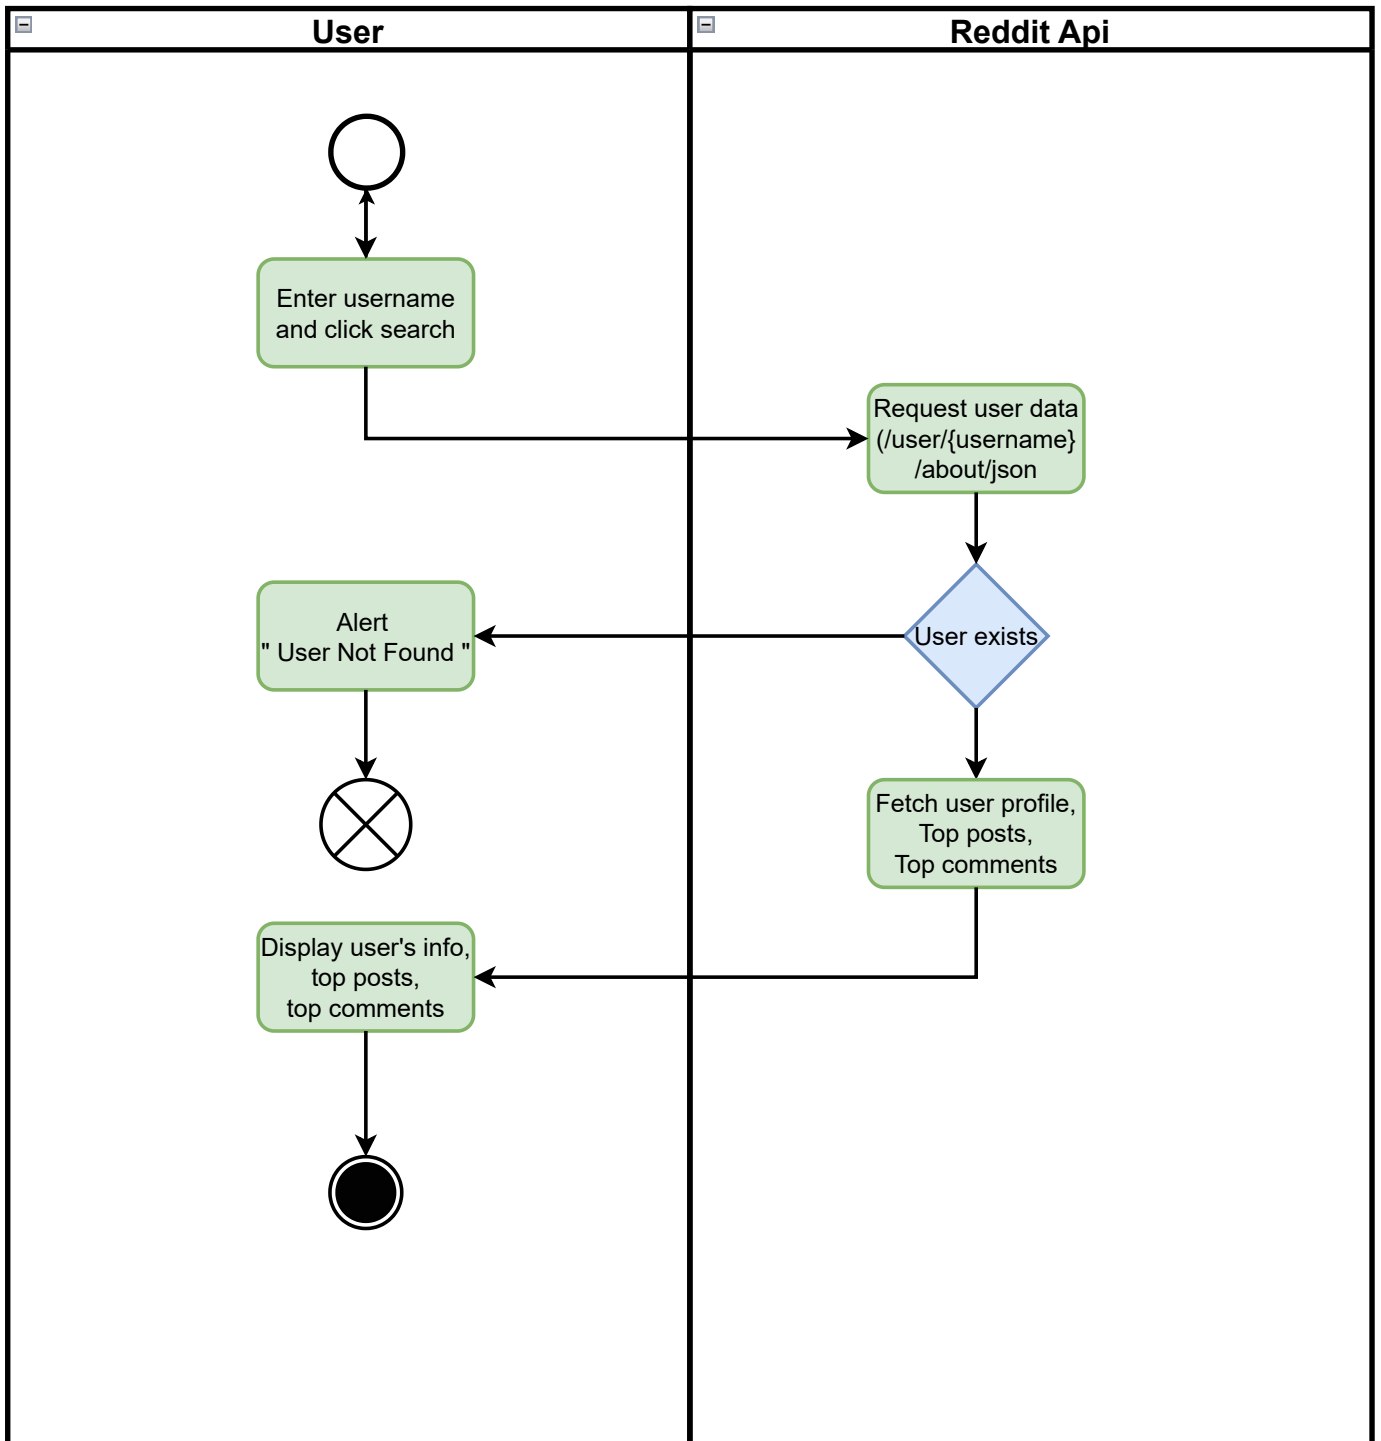 User
Reddit Api
Enter username
and click search
Request user data
(/user/{username}
/about/json
Alert
" User Not Found "
User exists
Fetch user profile,
Top posts,
Top comments
Display user's info,
top posts,
top comments